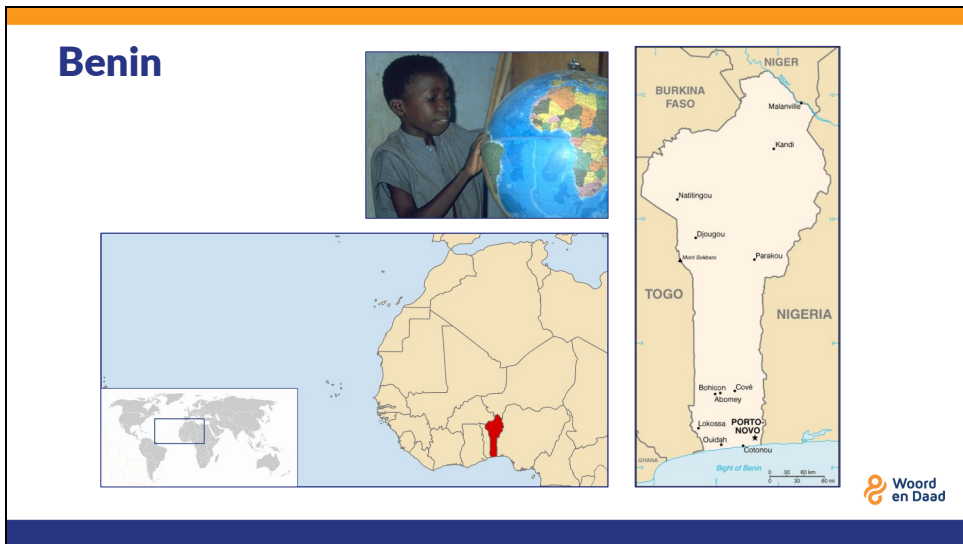 Benin
NIGER
BURKINA
FASO
Malanville
Kandi
Natitingou
Djougou
Mont Sokbaro
Parakou
TOGO
NIGERIA
Bohicon
Cové
Abomey
Lokossa
PORTO-
NOVO
Ouidah
Cotonou
GHANA
Bight of Benin
0 30 60 km
0 30 60 mi
Woord
en Daad